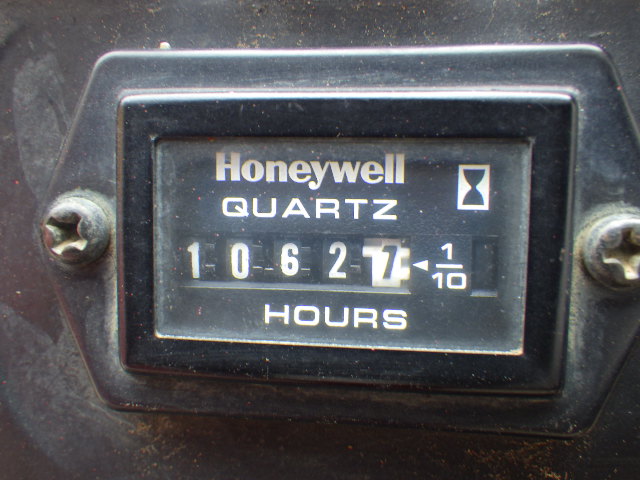 Honeywell
QUARTZ
1 0 6 2 7 ◄ 1/10
HOURS